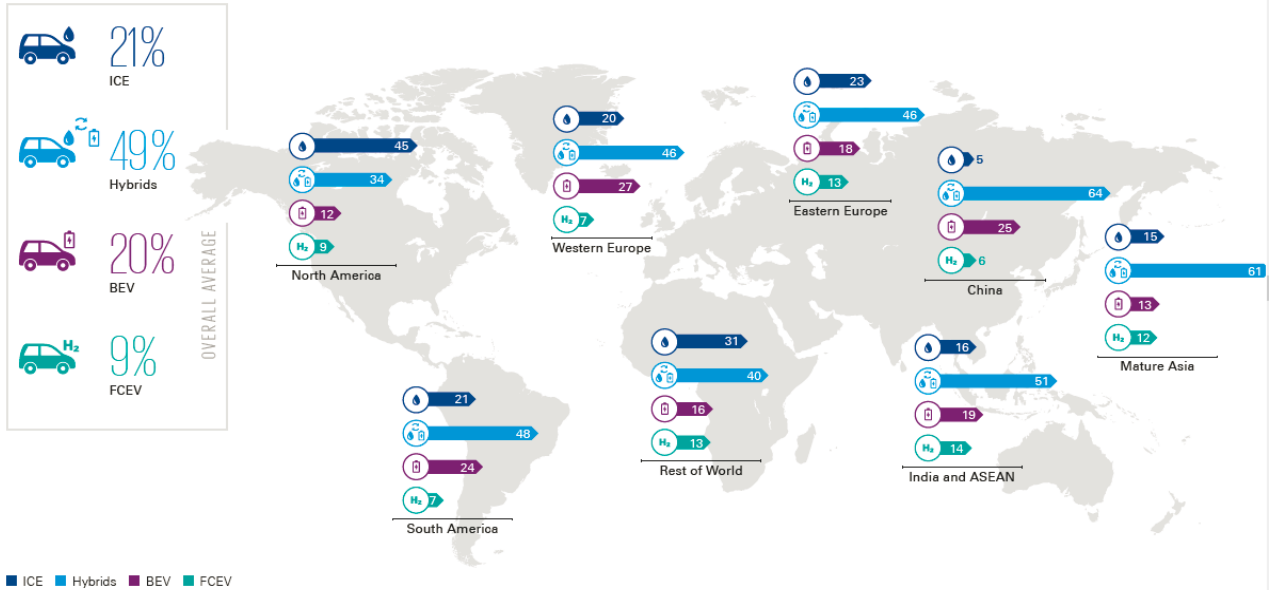 21%
ICE
49%
Hybrids
20%
BEV
H₂
9%
FCEV
OVERALL AVERAGE
45
34
12
H₂ 9
North America
20
46
27
H₂ 7
Western Europe
23
46
18
H₂ 13
Eastern Europe
5
64
25
H₂ 6
China
15
61
13
H₂ 12
Mature Asia
21
48
24
H₂ 7
South America
31
40
16
H₂ 13
Rest of World
16
51
19
H₂ 14
India and ASEAN
ICE Hybrids BEV FCEV